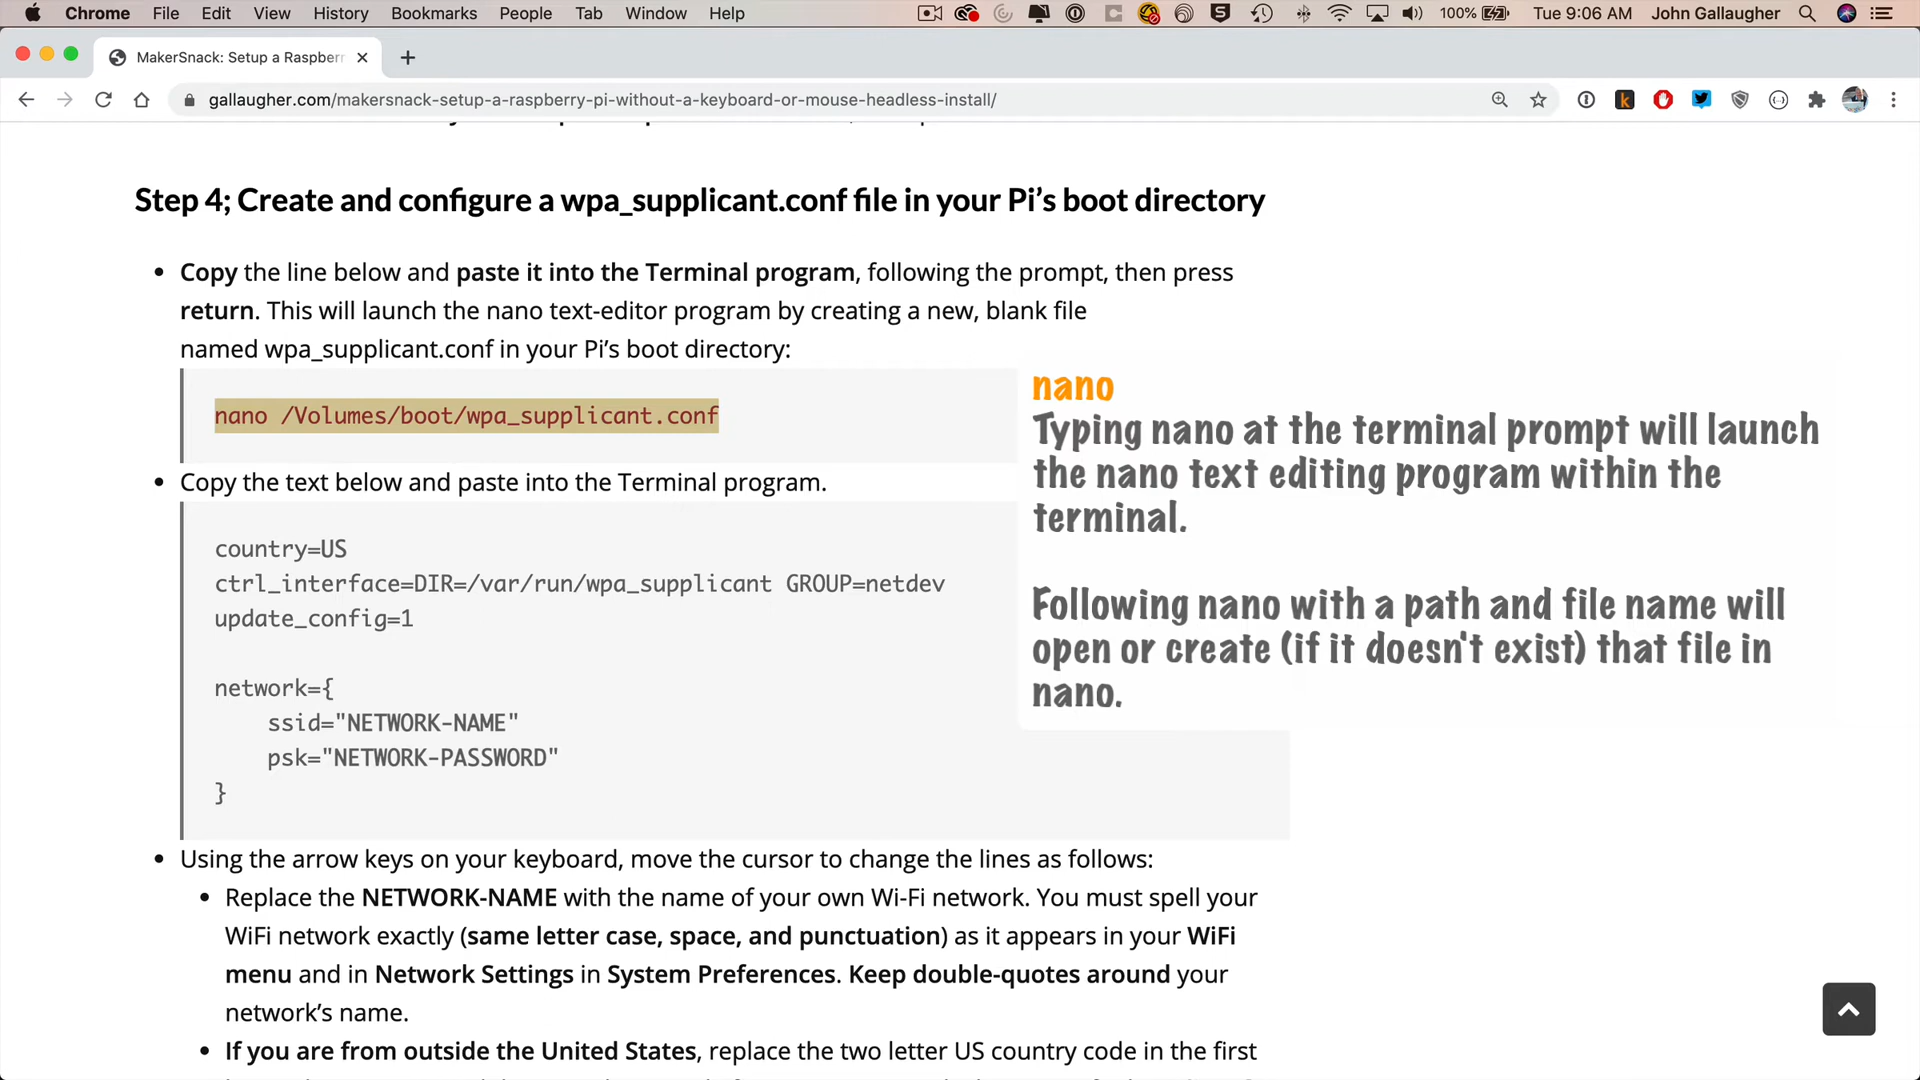 Chrome File Edit View History Bookmarks People Tab Window Help 100% Tue 9:06 AM John Gallaugher
MakerSnack: Setup a Raspberr
gallaugher.com/makersnack-setup-a-raspberry-pi-without-a-keyboard-or-mouse-headless-install/
Step 4; Create and configure a wpa_supplicant.conf file in your Pi’s boot directory
• Copy the line below and paste it into the Terminal program, following the prompt, then press
return. This will launch the nano text-editor program by creating a new, blank file
named wpa_supplicant.conf in your Pi’s boot directory:
nano /Volumes/boot/wpa_supplicant.conf
• Copy the text below and paste into the Terminal program.
country=US
ctrl_interface=DIR=/var/run/wpa_supplicant GROUP=netdev
update_config=1
network={
ssid="NETWORK-NAME"
psk="NETWORK-PASSWORD"
}
nano
Typing nano at the terminal prompt will launch
the nano text editing program within the
terminal.
Following nano with a path and file name will
open or create (if it doesn't exist) that file in
nano.
• Using the arrow keys on your keyboard, move the cursor to change the lines as follows:
• Replace the NETWORK-NAME with the name of your own Wi-Fi network. You must spell your
WiFi network exactly (same letter case, space, and punctuation) as it appears in your WiFi
menu and in Network Settings in System Preferences. Keep double-quotes around your
network’s name.
• If you are from outside the United States, replace the two letter US country code in the first